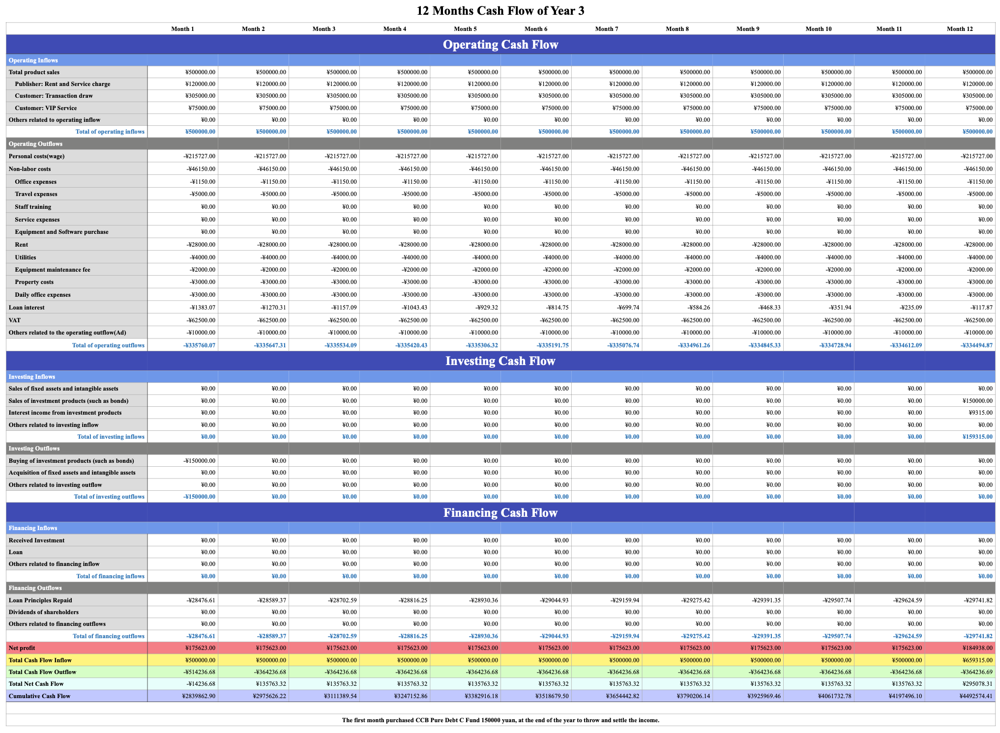 12 Months Cash Flow of Year 3
Month 1 Month 2 Month 3 Month 4 Month 5 Month 6 Month 7 Month 8 Month 9 Month 10 Month 11 Month 12
Operating Cash Flow
Operating Inflows
Total product sales ¥500000.00 ¥500000.00 ¥500000.00 ¥500000.00 ¥500000.00 ¥500000.00 ¥500000.00 ¥500000.00 ¥500000.00 ¥500000.00 ¥500000.00 ¥500000.00
Publisher: Rent and Service charge ¥120000.00 ¥120000.00 ¥120000.00 ¥120000.00 ¥120000.00 ¥120000.00 ¥120000.00 ¥120000.00 ¥120000.00 ¥120000.00 ¥120000.00 ¥120000.00
Customer: Transaction draw ¥305000.00 ¥305000.00 ¥305000.00 ¥305000.00 ¥305000.00 ¥305000.00 ¥305000.00 ¥305000.00 ¥305000.00 ¥305000.00 ¥305000.00 ¥305000.00
Customer: VIP Service ¥75000.00 ¥75000.00 ¥75000.00 ¥75000.00 ¥75000.00 ¥75000.00 ¥75000.00 ¥75000.00 ¥75000.00 ¥75000.00 ¥75000.00 ¥75000.00
Others related to operating inflow ¥0.00 ¥0.00 ¥0.00 ¥0.00 ¥0.00 ¥0.00 ¥0.00 ¥0.00 ¥0.00 ¥0.00 ¥0.00 ¥0.00
Total of operating inflows ¥500000.00 ¥500000.00 ¥500000.00 ¥500000.00 ¥500000.00 ¥500000.00 ¥500000.00 ¥500000.00 ¥500000.00 ¥500000.00 ¥500000.00 ¥500000.00
Operating Outflows
Personal costs(wage) -¥215727.00 -¥215727.00 -¥215727.00 -¥215727.00 -¥215727.00 -¥215727.00 -¥215727.00 -¥215727.00 -¥215727.00 -¥215727.00 -¥215727.00 -¥215727.00
Non-labor costs -¥46150.00 -¥46150.00 -¥46150.00 -¥46150.00 -¥46150.00 -¥46150.00 -¥46150.00 -¥46150.00 -¥46150.00 -¥46150.00 -¥46150.00 -¥46150.00
Office expenses -¥1150.00 -¥1150.00 -¥1150.00 -¥1150.00 -¥1150.00 -¥1150.00 -¥1150.00 -¥1150.00 -¥1150.00 -¥1150.00 -¥1150.00 -¥1150.00
Travel expenses -¥5000.00 -¥5000.00 -¥5000.00 -¥5000.00 -¥5000.00 -¥5000.00 -¥5000.00 -¥5000.00 -¥5000.00 -¥5000.00 -¥5000.00 -¥5000.00
Staff training ¥0.00 ¥0.00 ¥0.00 ¥0.00 ¥0.00 ¥0.00 ¥0.00 ¥0.00 ¥0.00 ¥0.00 ¥0.00 ¥0.00
Service expenses ¥0.00 ¥0.00 ¥0.00 ¥0.00 ¥0.00 ¥0.00 ¥0.00 ¥0.00 ¥0.00 ¥0.00 ¥0.00 ¥0.00
Equipment and Software purchase ¥0.00 ¥0.00 ¥0.00 ¥0.00 ¥0.00 ¥0.00 ¥0.00 ¥0.00 ¥0.00 ¥0.00 ¥0.00 ¥0.00
Rent -¥28000.00 -¥28000.00 -¥28000.00 -¥28000.00 -¥28000.00 -¥28000.00 -¥28000.00 -¥28000.00 -¥28000.00 -¥28000.00 -¥28000.00 -¥28000.00
Utilities -¥4000.00 -¥4000.00 -¥4000.00 -¥4000.00 -¥4000.00 -¥4000.00 -¥4000.00 -¥4000.00 -¥4000.00 -¥4000.00 -¥4000.00 -¥4000.00
Equipment maintenance fee -¥2000.00 -¥2000.00 -¥2000.00 -¥2000.00 -¥2000.00 -¥2000.00 -¥2000.00 -¥2000.00 -¥2000.00 -¥2000.00 -¥2000.00 -¥2000.00
Property costs -¥3000.00 -¥3000.00 -¥3000.00 -¥3000.00 -¥3000.00 -¥3000.00 -¥3000.00 -¥3000.00 -¥3000.00 -¥3000.00 -¥3000.00 -¥3000.00
Daily office expenses -¥3000.00 -¥3000.00 -¥3000.00 -¥3000.00 -¥3000.00 -¥3000.00 -¥3000.00 -¥3000.00 -¥3000.00 -¥3000.00 -¥3000.00 -¥3000.00
Loan interest -¥1383.07 -¥1270.31 -¥1157.09 -¥1043.43 -¥929.32 -¥814.75 -¥699.74 -¥584.26 -¥468.33 -¥351.94 -¥235.09 -¥117.87
VAT -¥62500.00 -¥62500.00 -¥62500.00 -¥62500.00 -¥62500.00 -¥62500.00 -¥62500.00 -¥62500.00 -¥62500.00 -¥62500.00 -¥62500.00 -¥62500.00
Others related to the operating outflow(Ad) -¥10000.00 -¥10000.00 -¥10000.00 -¥10000.00 -¥10000.00 -¥10000.00 -¥10000.00 -¥10000.00 -¥10000.00 -¥10000.00 -¥10000.00 -¥10000.00
Total of operating outflows -¥335760.07 -¥335647.31 -¥335534.09 -¥335420.43 -¥335306.32 -¥335191.75 -¥335076.74 -¥334961.26 -¥334845.33 -¥334728.94 -¥334612.09 -¥334494.87
Investing Cash Flow
Investing Inflows
Sales of fixed assets and intangible assets ¥0.00 ¥0.00 ¥0.00 ¥0.00 ¥0.00 ¥0.00 ¥0.00 ¥0.00 ¥0.00 ¥0.00 ¥0.00 ¥0.00
Sales of investment products (such as bonds) ¥0.00 ¥0.00 ¥0.00 ¥0.00 ¥0.00 ¥0.00 ¥0.00 ¥0.00 ¥0.00 ¥0.00 ¥0.00 ¥150000.00
Interest income from investment products ¥0.00 ¥0.00 ¥0.00 ¥0.00 ¥0.00 ¥0.00 ¥0.00 ¥0.00 ¥0.00 ¥0.00 ¥0.00 ¥9315.00
Others related to investing inflow ¥0.00 ¥0.00 ¥0.00 ¥0.00 ¥0.00 ¥0.00 ¥0.00 ¥0.00 ¥0.00 ¥0.00 ¥0.00 ¥0.00
Total of investing inflows ¥0.00 ¥0.00 ¥0.00 ¥0.00 ¥0.00 ¥0.00 ¥0.00 ¥0.00 ¥0.00 ¥0.00 ¥0.00 ¥159315.00
Investing Outflows
Buying of investment products (such as bonds) -¥150000.00 ¥0.00 ¥0.00 ¥0.00 ¥0.00 ¥0.00 ¥0.00 ¥0.00 ¥0.00 ¥0.00 ¥0.00 ¥0.00
Acquisition of fixed assets and intangible assets ¥0.00 ¥0.00 ¥0.00 ¥0.00 ¥0.00 ¥0.00 ¥0.00 ¥0.00 ¥0.00 ¥0.00 ¥0.00 ¥0.00
Others related to investing outflow ¥0.00 ¥0.00 ¥0.00 ¥0.00 ¥0.00 ¥0.00 ¥0.00 ¥0.00 ¥0.00 ¥0.00 ¥0.00 ¥0.00
Total of investing outflows -¥150000.00 ¥0.00 ¥0.00 ¥0.00 ¥0.00 ¥0.00 ¥0.00 ¥0.00 ¥0.00 ¥0.00 ¥0.00 ¥0.00
Financing Cash Flow
Financing Inflows
Received Investment ¥0.00 ¥0.00 ¥0.00 ¥0.00 ¥0.00 ¥0.00 ¥0.00 ¥0.00 ¥0.00 ¥0.00 ¥0.00 ¥0.00
Loan ¥0.00 ¥0.00 ¥0.00 ¥0.00 ¥0.00 ¥0.00 ¥0.00 ¥0.00 ¥0.00 ¥0.00 ¥0.00 ¥0.00
Others related to financing inflow ¥0.00 ¥0.00 ¥0.00 ¥0.00 ¥0.00 ¥0.00 ¥0.00 ¥0.00 ¥0.00 ¥0.00 ¥0.00 ¥0.00
Total of financing inflows ¥0.00 ¥0.00 ¥0.00 ¥0.00 ¥0.00 ¥0.00 ¥0.00 ¥0.00 ¥0.00 ¥0.00 ¥0.00 ¥0.00
Financing Outflows
Loan Principles Repaid -¥28476.61 -¥28589.37 -¥28702.59 -¥28816.25 -¥28930.36 -¥29044.93 -¥29159.94 -¥29275.42 -¥29391.35 -¥29507.74 -¥29624.59 -¥29741.82
Dividends of shareholders ¥0.00 ¥0.00 ¥0.00 ¥0.00 ¥0.00 ¥0.00 ¥0.00 ¥0.00 ¥0.00 ¥0.00 ¥0.00 ¥0.00
Others related to financing outflows ¥0.00 ¥0.00 ¥0.00 ¥0.00 ¥0.00 ¥0.00 ¥0.00 ¥0.00 ¥0.00 ¥0.00 ¥0.00 ¥0.00
Total of financing outflows -¥28476.61 -¥28589.37 -¥28702.59 -¥28816.25 -¥28930.36 -¥29044.93 -¥29159.94 -¥29275.42 -¥29391.35 -¥29507.74 -¥29624.59 -¥29741.82
Net profit ¥175623.00 ¥175623.00 ¥175623.00 ¥175623.00 ¥175623.00 ¥175623.00 ¥175623.00 ¥175623.00 ¥175623.00 ¥175623.00 ¥175623.00 ¥184938.00
Total Cash Flow Inflow ¥500000.00 ¥500000.00 ¥500000.00 ¥500000.00 ¥500000.00 ¥500000.00 ¥500000.00 ¥500000.00 ¥500000.00 ¥500000.00 ¥500000.00 ¥659315.00
Total Cash Flow Outflow -¥514236.68 -¥364236.68 -¥364236.68 -¥364236.68 -¥364236.68 -¥364236.68 -¥364236.68 -¥364236.68 -¥364236.68 -¥364236.68 -¥364236.68 -¥364236.69
Total Net Cash Flow -¥14236.68 ¥135763.32 ¥135763.32 ¥135763.32 ¥135763.32 ¥135763.32 ¥135763.32 ¥135763.32 ¥135763.32 ¥135763.32 ¥135763.32 ¥295078.31
Cumulative Cash Flow ¥2839862.90 ¥2975626.22 ¥3111389.54 ¥3247152.86 ¥3382916.18 ¥3518679.50 ¥3654442.82 ¥3790206.14 ¥3925969.46 ¥4061732.78 ¥4197496.10 ¥4492574.41
The first month purchased CCB Pure Debt C Fund 150000 yuan, at the end of the year to throw and settle the income.